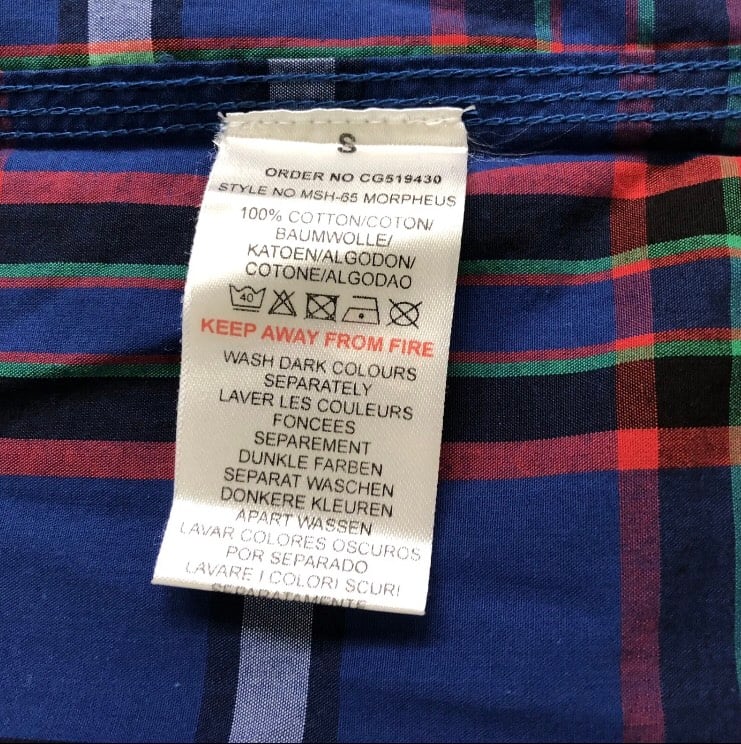 S
ORDER NO CG519430
STYLE NO MSH-65 MORPHEUS
100% COTTON/COTON/
BAUMWOLLE/
KATOEN/ALGODON/
COTONE/ALGODAO
40
KEEP AWAY FROM FIRE
WASH DARK COLOURS
SEPARATELY
LAVER LES COULEURS
FONCEES
SEPAREMENT
DUNKLE FARBEN
SEPARAT WASCHEN
DONKERE KLEUREN
APART WASSEN
LAVAR COLORES OSCUROS
POR SEPARADO
LAVARE I COLORI SCURI
SEPARATAMENTE